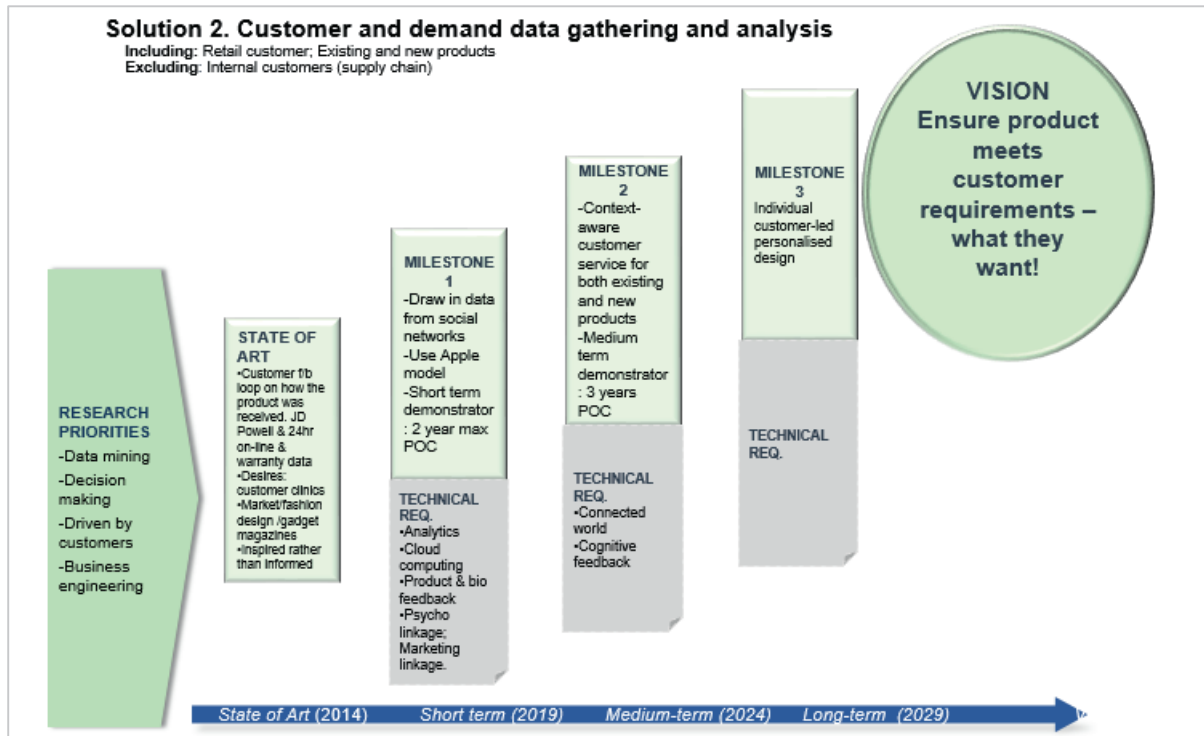 Solution 2. Customer and demand data gathering and analysis
Including: Retail customer; Existing and new products
Excluding: Internal customers (supply chain)
RESEARCH
PRIORITIES
-Data mining
-Decision
making
-Driven by
customers
-Business
engineering
STATE OF
ART
•Customer f/b
loop on how the
product was
received. JD
Powell & 24hr
on-line &
warranty data
•Desires:
customer clinics
•Market/fashion
design /gadget
magazines
•Inspired rather
than informed
MILESTONE
1
-Draw in data
from social
networks
-Use Apple
model
-Short term
demonstrator
: 2 year max
POC
TECHNICAL
REQ.
•Analytics
•Cloud
computing
•Product & bio
feedback
•Psycho
linkage;
Marketing
linkage.
MILESTONE
2
-Context-
aware
customer
service for
both existing
and new
products
-Medium
term
demonstrator
: 3 years
POC
TECHNICAL
REQ.
•Connected
world
•Cognitive
feedback
MILESTONE
3
Individual
customer-led
personalised
design
TECHNICAL
REQ.
VISION
Ensure product
meets
customer
requirements –
what they
want!
State of Art (2014) Short term (2019) Medium-term (2024) Long-term (2029)